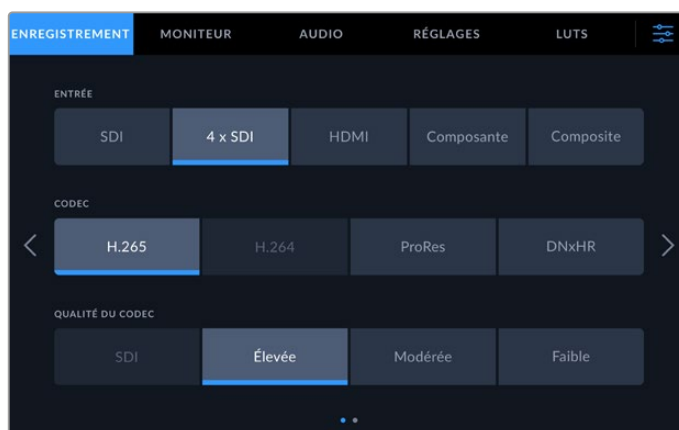 ENREGISTREMENT MONITEUR AUDIO RÉGLAGES LUTS
ENTRÉE
SDI 4 x SDI HDMI Composante Composite
CODEC
H.265 H.264 ProRes DNxHR
QUALITÉ DU CODEC
SDI Élevée Modérée Faible